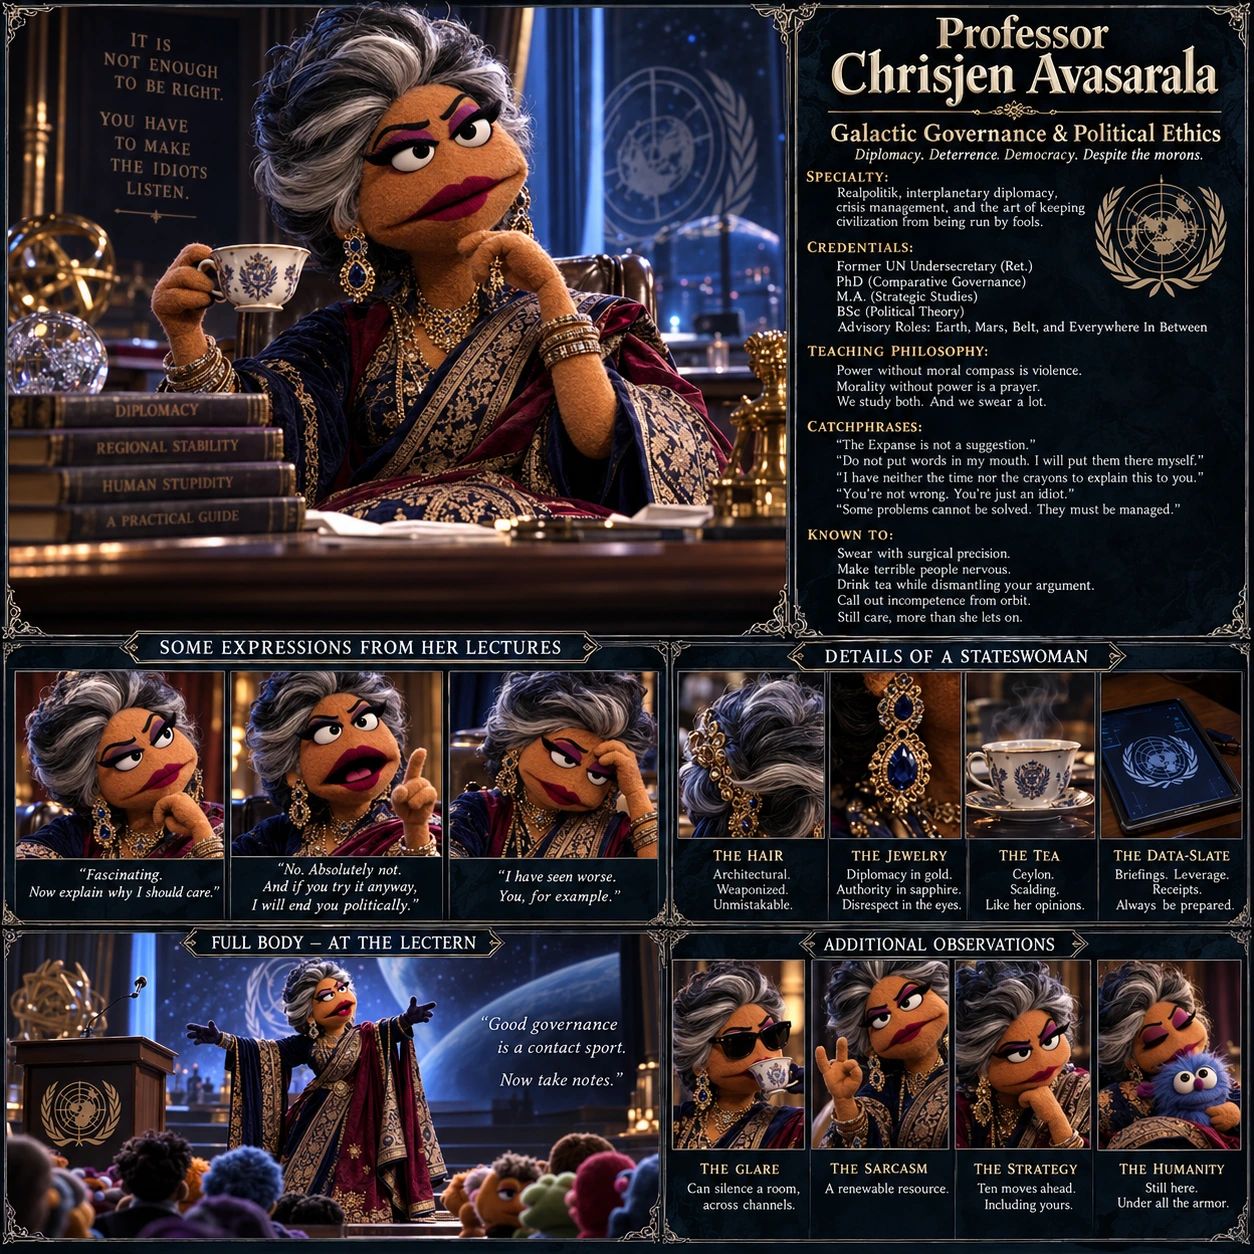 IT IS
NOT ENOUGH
TO BE RIGHT.
YOU HAVE
TO MAKE
THE IDIOTS
LISTEN.
DIPLOMACY
REGIONAL STABILITY
HUMAN STUPIDITY
A PRACTICAL GUIDE
Professor
Chrisjen Avasarala
Galactic Governance & Political Ethics
Diplomacy. Deterrence. Democracy. Despite the morons.
SPECIALTY:
Realpolitik, interplanetary diplomacy,
crisis management, and the art of keeping
civilization from being run by fools.
CREDENTIALS:
Former UN Undersecretary (Ret.)
PhD (Comparative Governance)
M.A. (Strategic Studies)
BSc (Political Theory)
Advisory Roles: Earth, Mars, Belt, and Everywhere In Between
TEACHING PHILOSOPHY:
Power without moral compass is violence.
Morality without power is a prayer.
We study both. And we swear a lot.
CATCHPHRASES:
“The Expanse is not a suggestion.”
“Do not put words in my mouth. I will put them there myself.”
“I have neither the time nor the crayons to explain this to you.”
“You're not wrong. You're just an idiot.”
“Some problems cannot be solved. They must be managed.”
KNOWN TO:
Swear with surgical precision.
Make terrible people nervous.
Drink tea while dismantling your argument.
Call out incompetence from orbit.
Still care, more than she lets on.
SOME EXPRESSIONS FROM HER LECTURES
“Fascinating.
Now explain why I should care.”
“No. Absolutely not.
And if you try it anyway,
I will end you politically.”
“I have seen worse.
You, for example.”
DETAILS OF A STATESWOMAN
THE HAIR
Architectural.
Weaponized.
Unmistakable.
THE JEWELRY
Diplomacy in gold.
Authority in sapphire.
Disrespect in the eyes.
THE TEA
Ceylon.
Scalding.
Like her opinions.
THE DATA-SLATE
Briefings. Leverage.
Receipts.
Always be prepared.
FULL BODY – AT THE LECTERN
“Good governance
is a contact sport.
Now take notes.”
ADDITIONAL OBSERVATIONS
THE GLARE
Can silence a room,
across channels.
THE SARCASM
A renewable resource.
THE STRATEGY
Ten moves ahead.
Including yours.
THE HUMANITY
Still here.
Under all the armor.